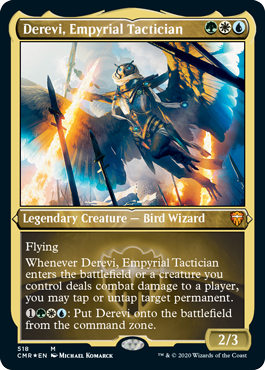 Derevi, Empyrial Tactician
Legendary Creature — Bird Wizard
Flying
Whenever Derevi, Empyrial Tactician
enters the battlefield or a creature you
control deals combat damage to a player,
you may tap or untap target permanent.
1: Put Derevi onto the battlefield
from the command zone.
2/3
518 M
CMR★EN Michael Komarck
™ & © 2020 Wizards of the Coast